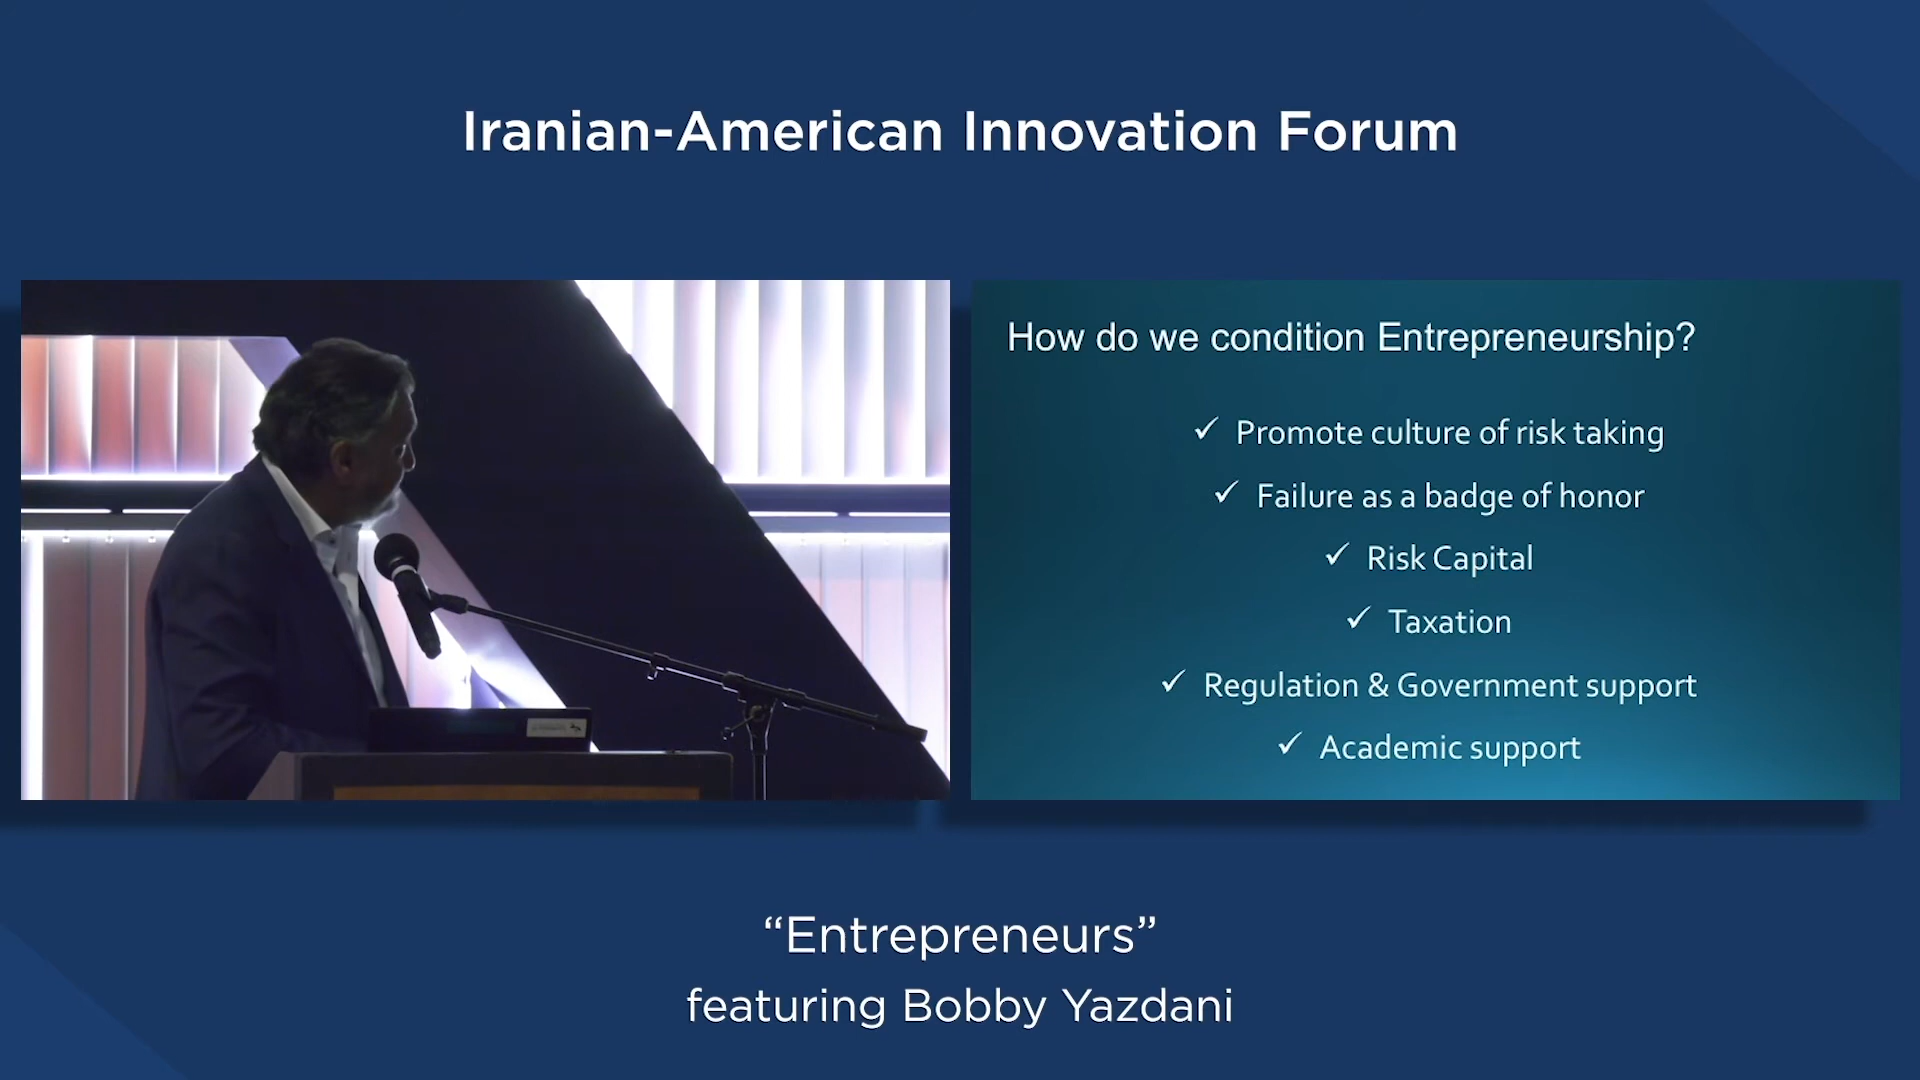 Iranian-American Innovation Forum
How do we condition Entrepreneurship?
✓ Promote culture of risk taking
✓ Failure as a badge of honor
✓ Risk Capital
✓ Taxation
✓ Regulation & Government support
✓ Academic support
“Entrepreneurs”
featuring Bobby Yazdani